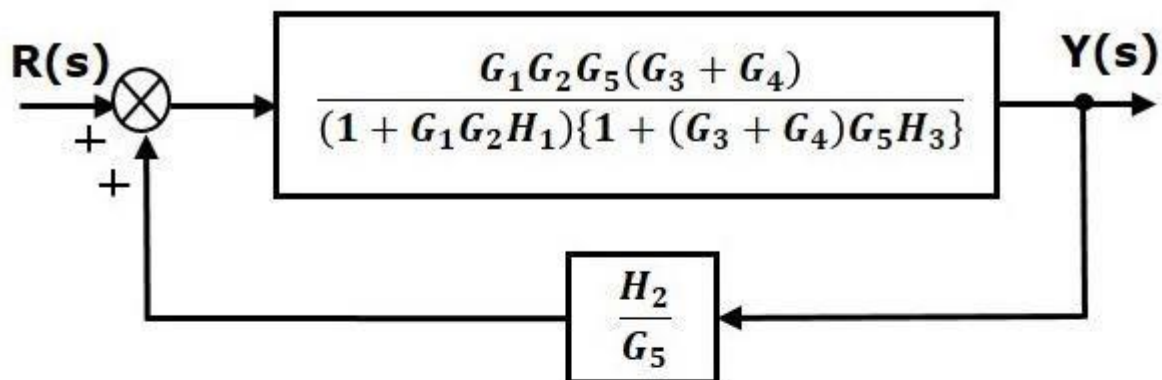 R(s)
+
+
G₁G₂G₅(G₃ + G₄)
(1 + G₁G₂H₁){1 + (G₃ + G₄)G₅H₃}
Y(s)
H₂
G₅